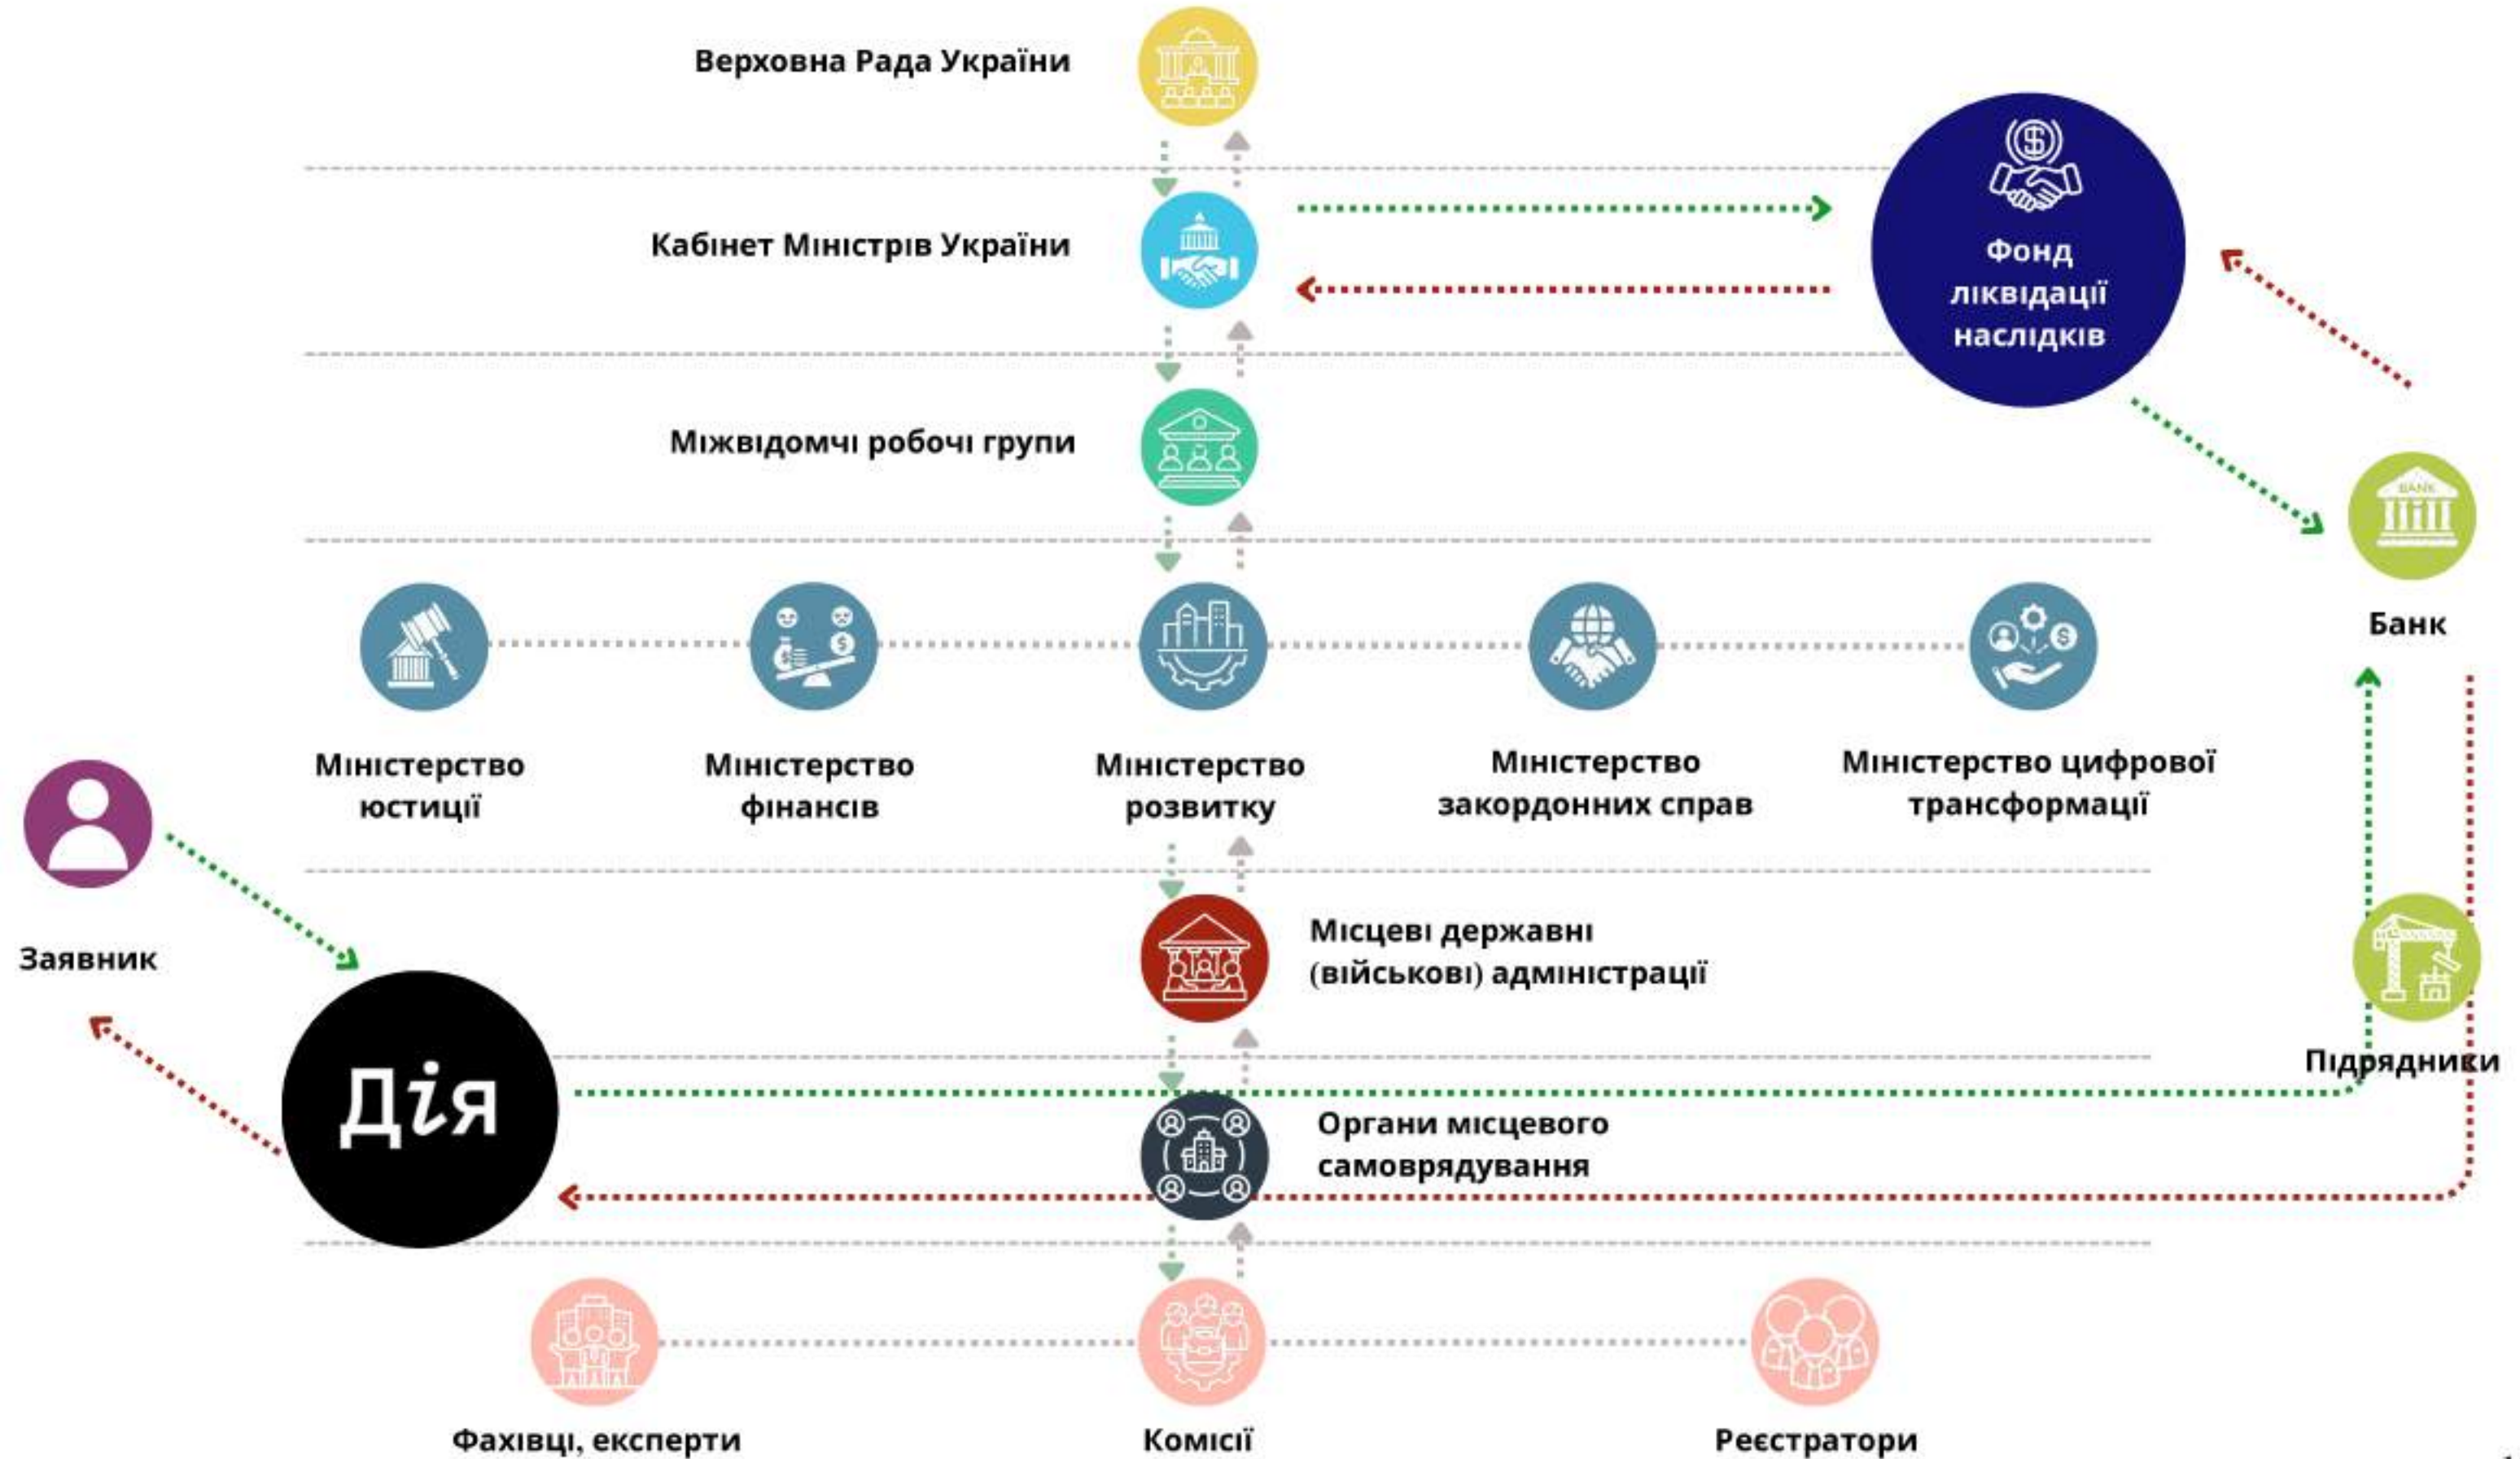 Верховна Рада України
Кабінет Міністрів України
Фонд
ліквідації
наслідків
Міжвідомчі робочі групи
BANK
Банк
Міністерство
юстиції
Міністерство
фінансів
Міністерство
розвитку
Міністерство
закордонних справ
Міністерство цифрової
трансформації
Заявник
Місцеві державні
(військові) адміністрації
Підрядники
Дія
Органи місцевого
самоврядування
Фахівці, експерти
Комісії
Реєстратори